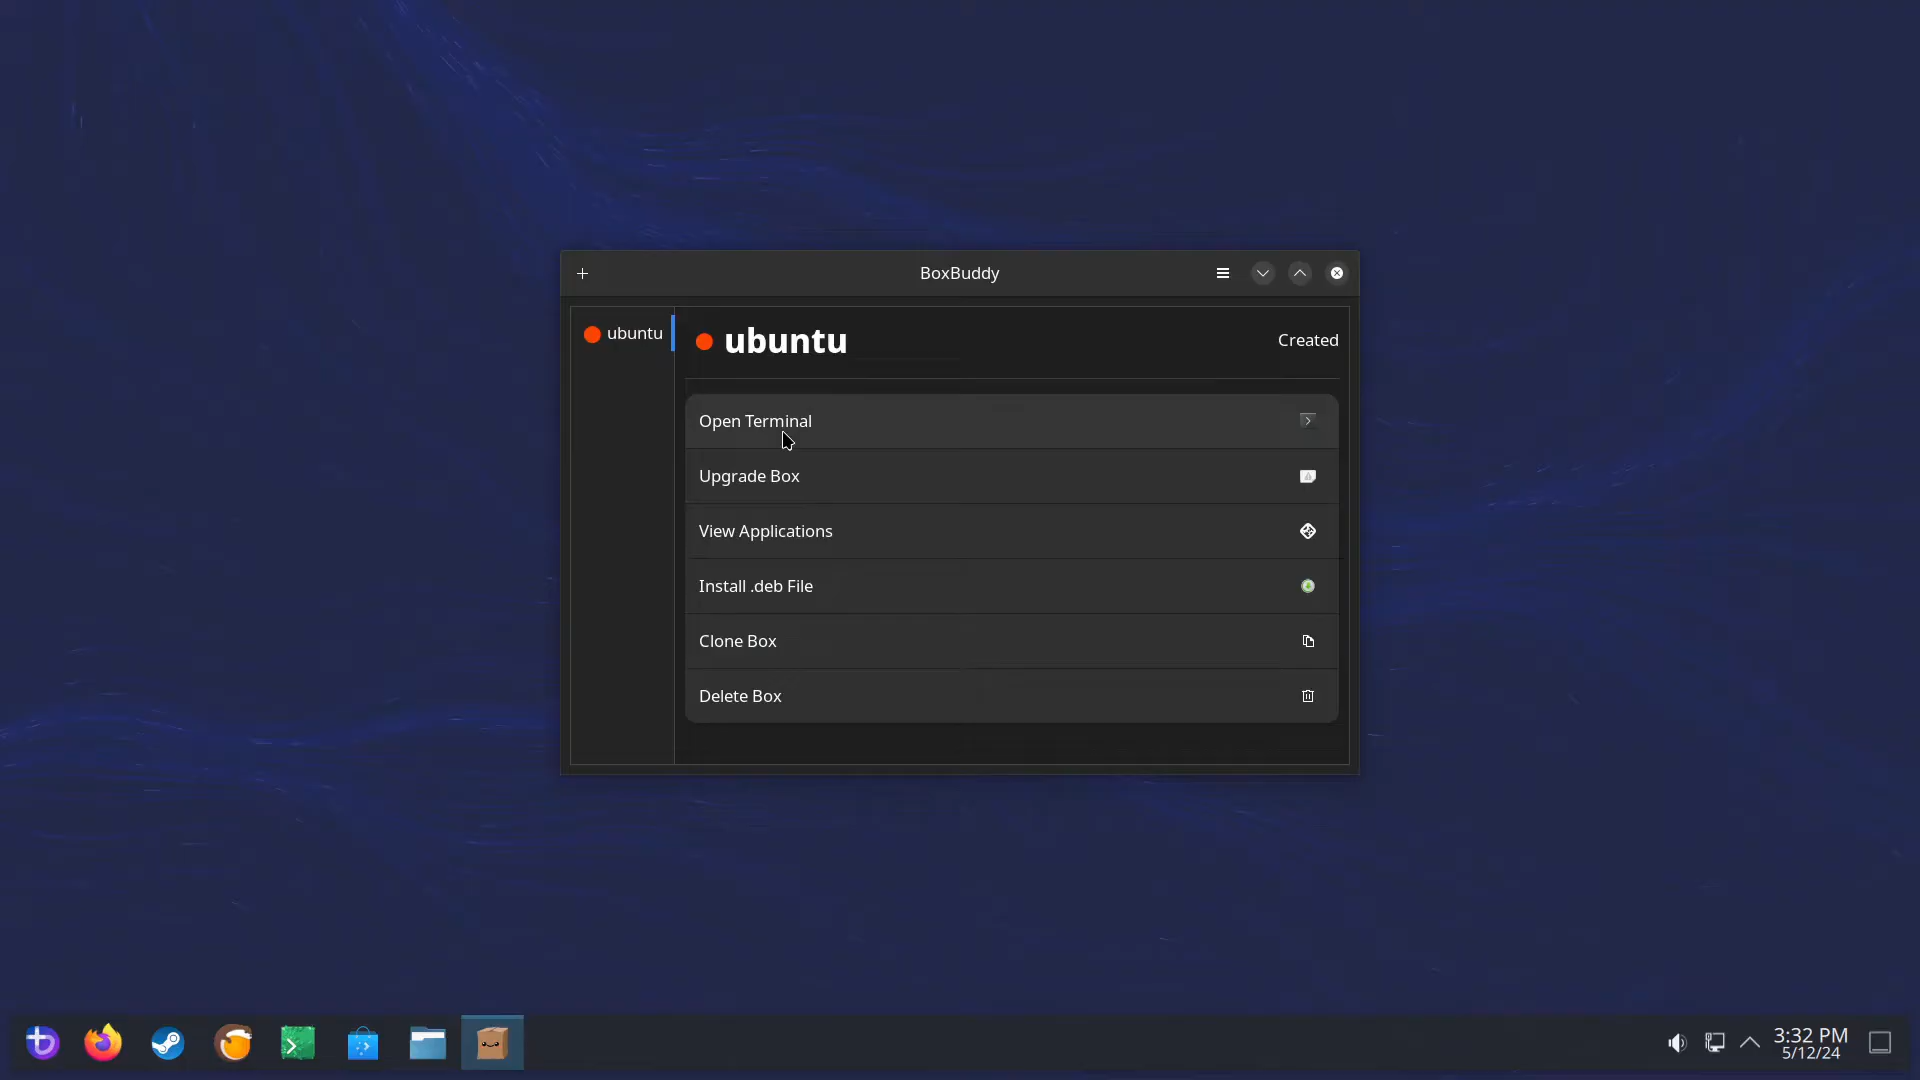 BoxBuddy
ubuntu
ubuntu
Created
Open Terminal
Upgrade Box
View Applications
Install .deb File
Clone Box
Delete Box
3:32 PM
5/12/24